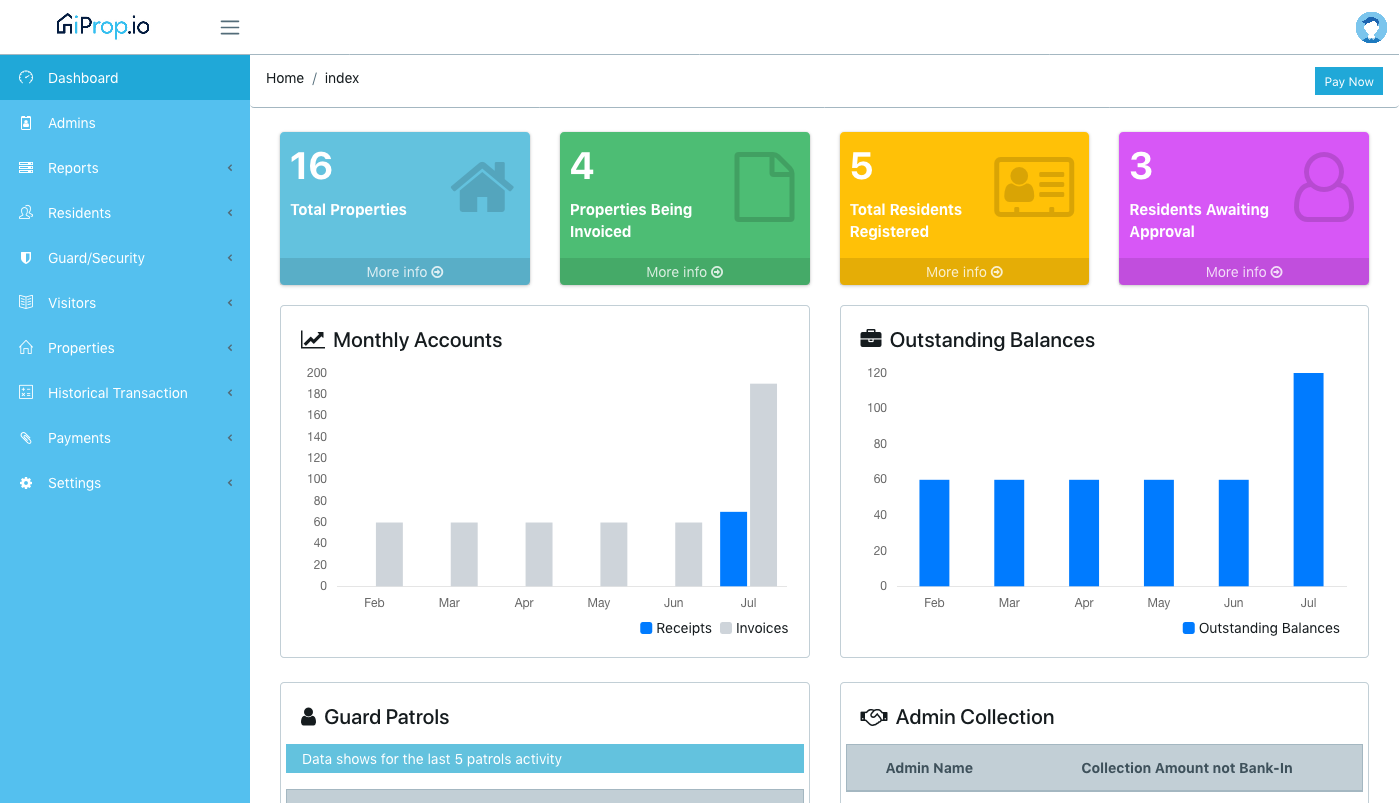 iProp.io
Dashboard
Admins
Reports
Residents
Guard/Security
Visitors
Properties
Historical Transaction
Payments
Settings
Home / index
Pay Now
16
Total Properties
More info
4
Properties Being
Invoiced
More info
5
Total Residents
Registered
More info
3
Residents Awaiting
Approval
More info
Monthly Accounts
200
180
160
140
120
100
80
60
40
20
0
Feb Mar Apr May Jun Jul
Receipts Invoices
Outstanding Balances
120
100
80
60
40
20
0
Feb Mar Apr May Jun Jul
Outstanding Balances
Guard Patrols
Data shows for the last 5 patrols activity
Admin Collection
Admin Name Collection Amount not Bank-In